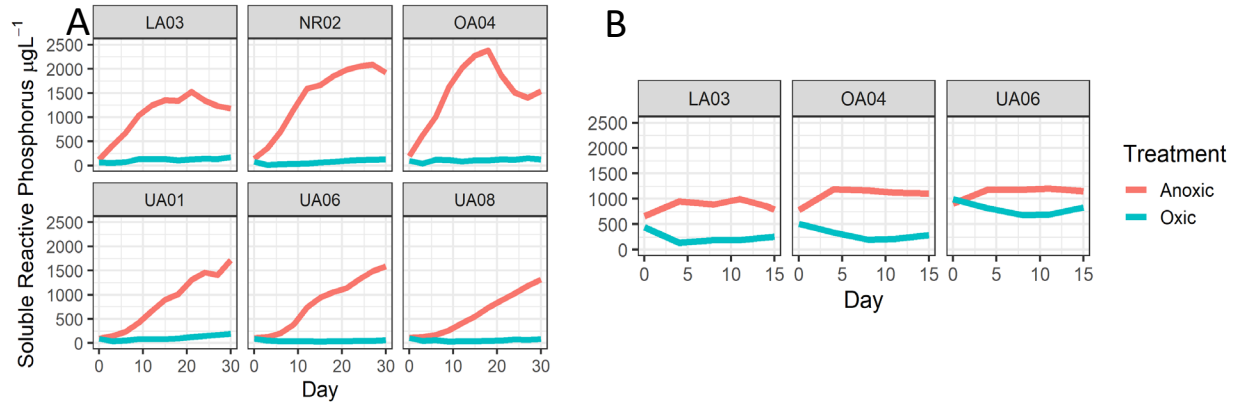 A
B
Soluble Reactive Phosphorus µgL⁻¹
LA03 NR02 OA04
2500
2000
1500
1000
500
0
UA01 UA06 UA08
2500
2000
1500
1000
500
0
0 10 20 30 0 10 20 30 0 10 20 30
Day
LA03 OA04 UA06
2500
2000
1500
1000
500
0
0 5 10 15 0 5 10 15 0 5 10 15
Day
Treatment
Anoxic
Oxic